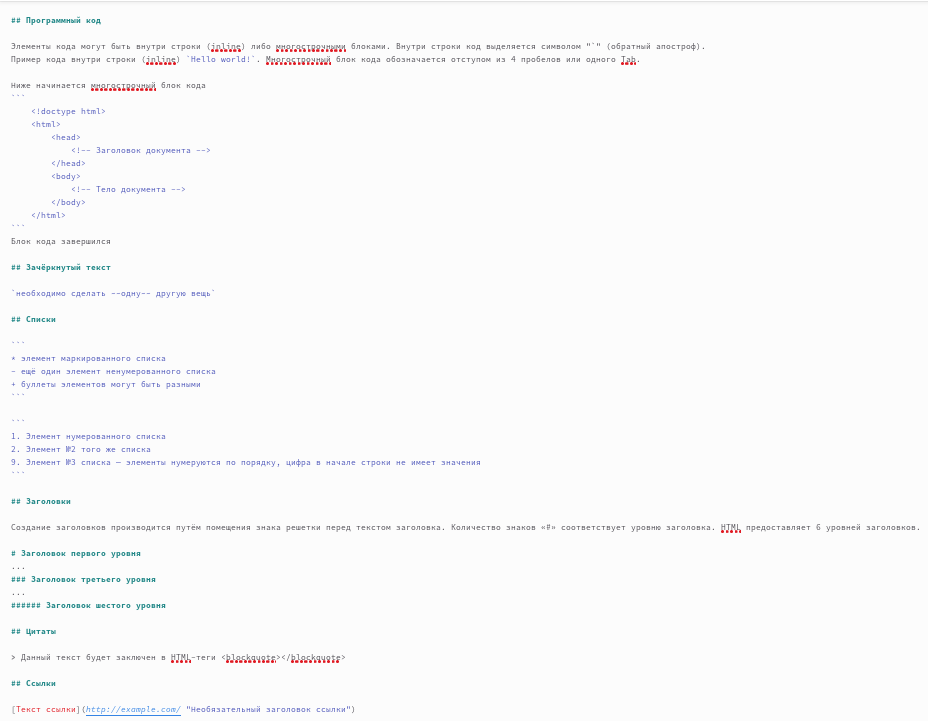 ## Программный код
Элементы кода могут быть внутри строки (inline) либо многострочными блоками. Внутри строки код выделяется символом "`" (обратный апостроф).
Пример кода внутри строки (inline) `Hello world!`. Многострочный блок кода обозначается отступом из 4 пробелов или одного Tab.
Ниже начинается многострочный блок кода
```
    <!doctype html>
    <html>
        <head>
            <!-- Заголовок документа -->
        </head>
        <body>
            <!-- Тело документа -->
        </body>
    </html>
```
Блок кода завершился
## Зачёркнутый текст
`необходимо сделать ~~одну~~ другую вещь`
## Списки
```
* элемент маркированного списка
- ещё один элемент ненумерованного списка
+ буллеты элементов могут быть разными
```
```
1. Элемент нумерованного списка
2. Элемент №2 того же списка
9. Элемент №3 списка — элементы нумеруются по порядку, цифра в начале строки не имеет значения
```
## Заголовки
Создание заголовков производится путём помещения знака решетки перед текстом заголовка. Количество знаков «#» соответствует уровню заголовка. HTML предоставляет 6 уровней заголовков.
# Заголовок первого уровня
...
### Заголовок третьего уровня
...
###### Заголовок шестого уровня
## Цитаты
> Данный текст будет заключен в HTML-теги <blockquote></blockquote>
## Ссылки
[Текст ссылки](http://example.com/ "Необязательный заголовок ссылки")